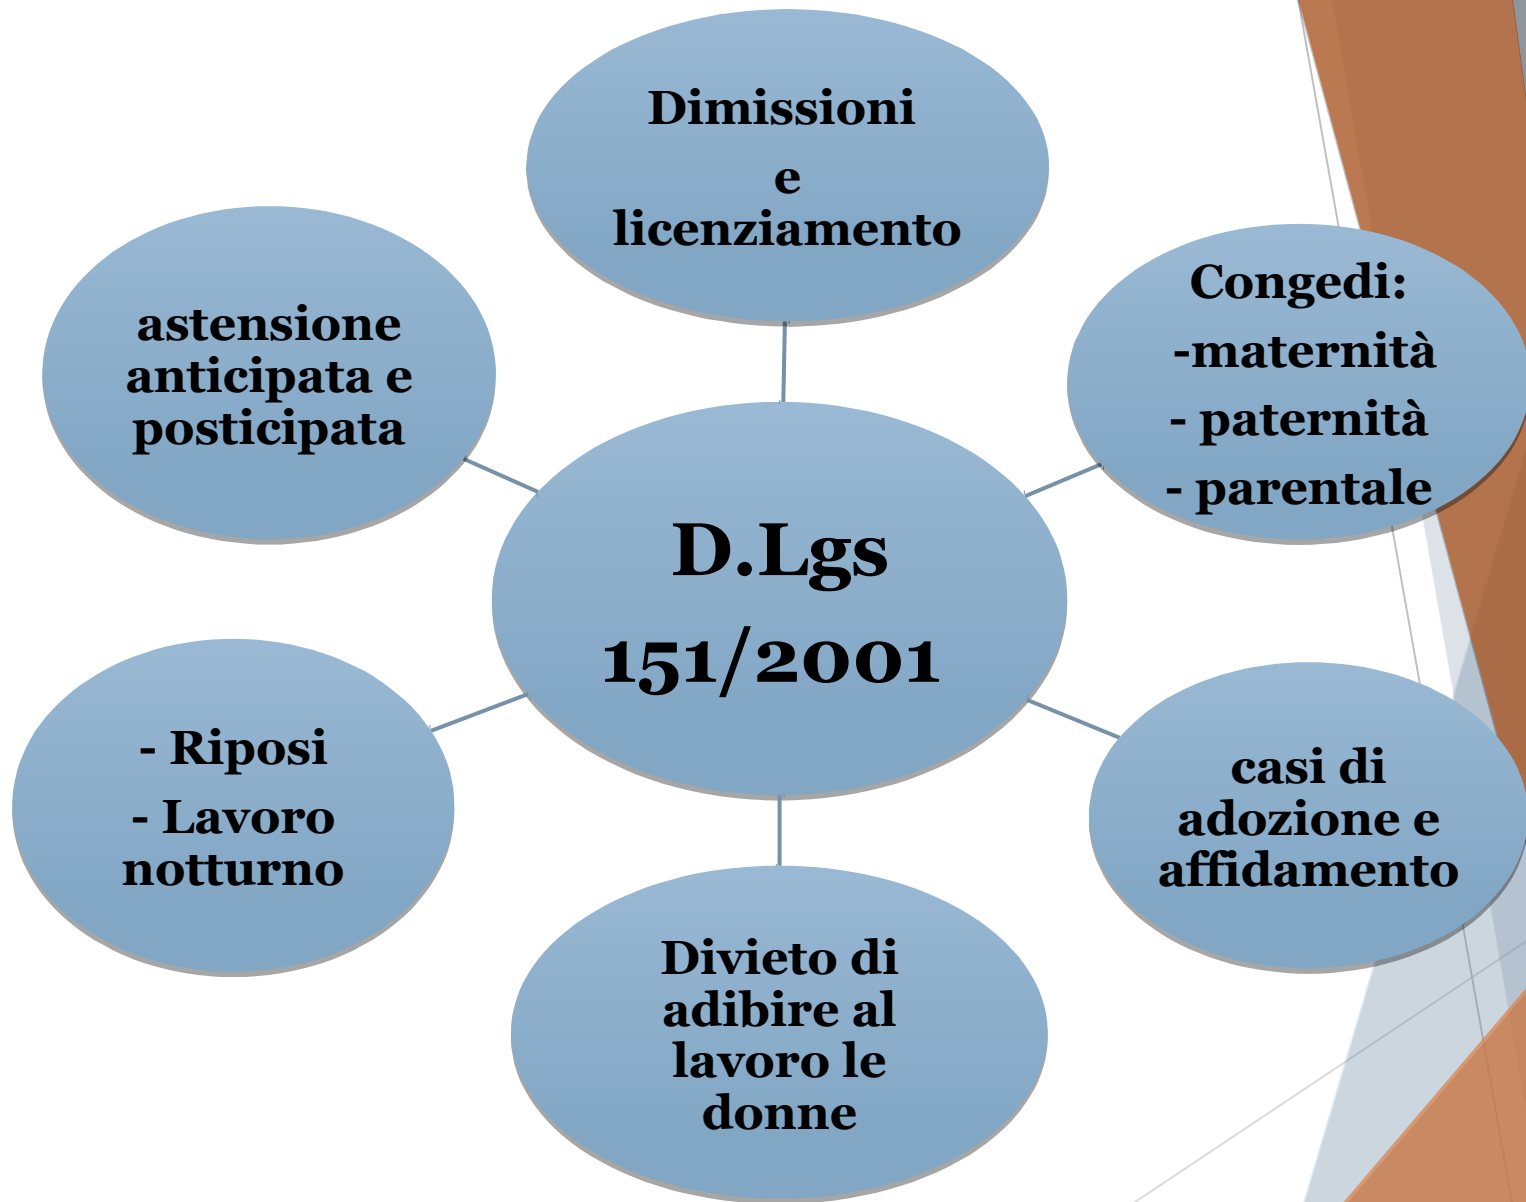 Dimissioni
e
licenziamento
astensione
anticipata e
posticipata
Congedi:
-maternità
- paternità
- parentale
D.Lgs
151/2001
- Riposi
- Lavoro
notturno
casi di
adozione e
affidamento
Divieto di
adibire al
lavoro le
donne